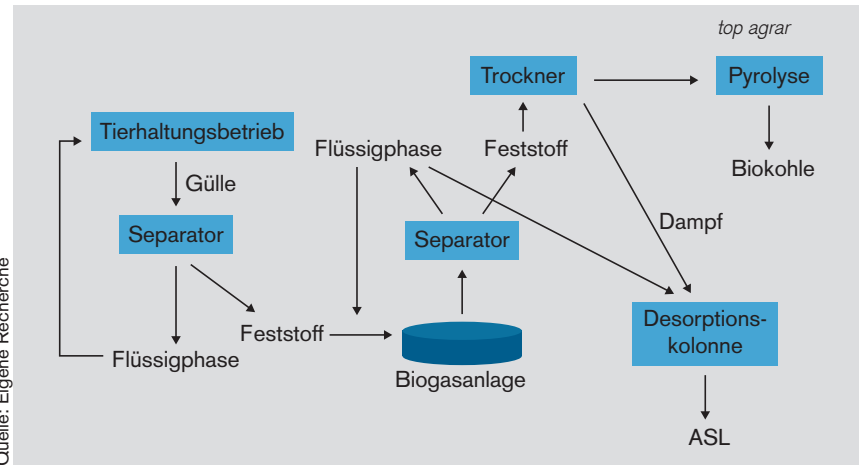 top agrar
Trockner
Pyrolyse
Tierhaltungsbetrieb
Flüssigphase
Feststoff
Biokohle
Gülle
Separator
Separator
Dampf
Desorptions-
kolonne
Feststoff
Flüssigphase
Biogasanlage
ASL
Quelle: Eigene Recherche